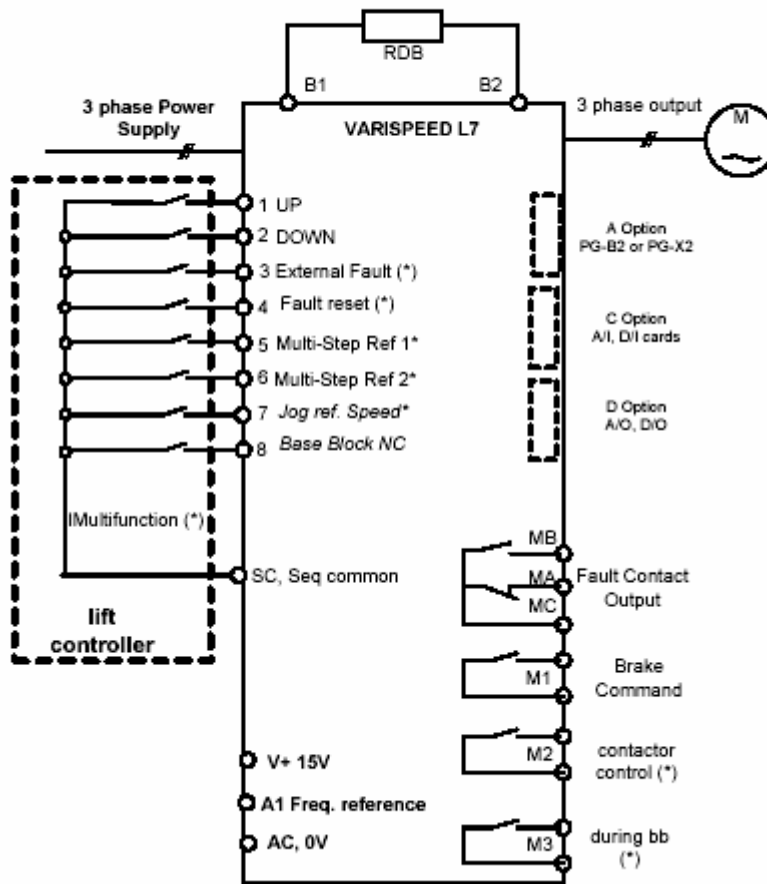 RDB
B1
B2
3 phase Power
Supply
VARISPEED L7
3 phase output
M
1 UP
2 DOWN
3 External Fault (*)
4 Fault reset (*)
5 Multi-Step Ref 1*
6 Multi-Step Ref 2*
7 Jog ref. Speed*
8 Base Block NC
A Option
PG-B2 or PG-X2
C Option
A/I, D/I cards
D Option
A/O, D/O
IMultifunction (*)
SC, Seq common
lift
controller
MB
MA
MC
Fault Contact
Output
M1
Brake
Command
M2
contactor
control (*)
M3
during bb
(*)
V+ 15V
A1 Freq. reference
AC, 0V